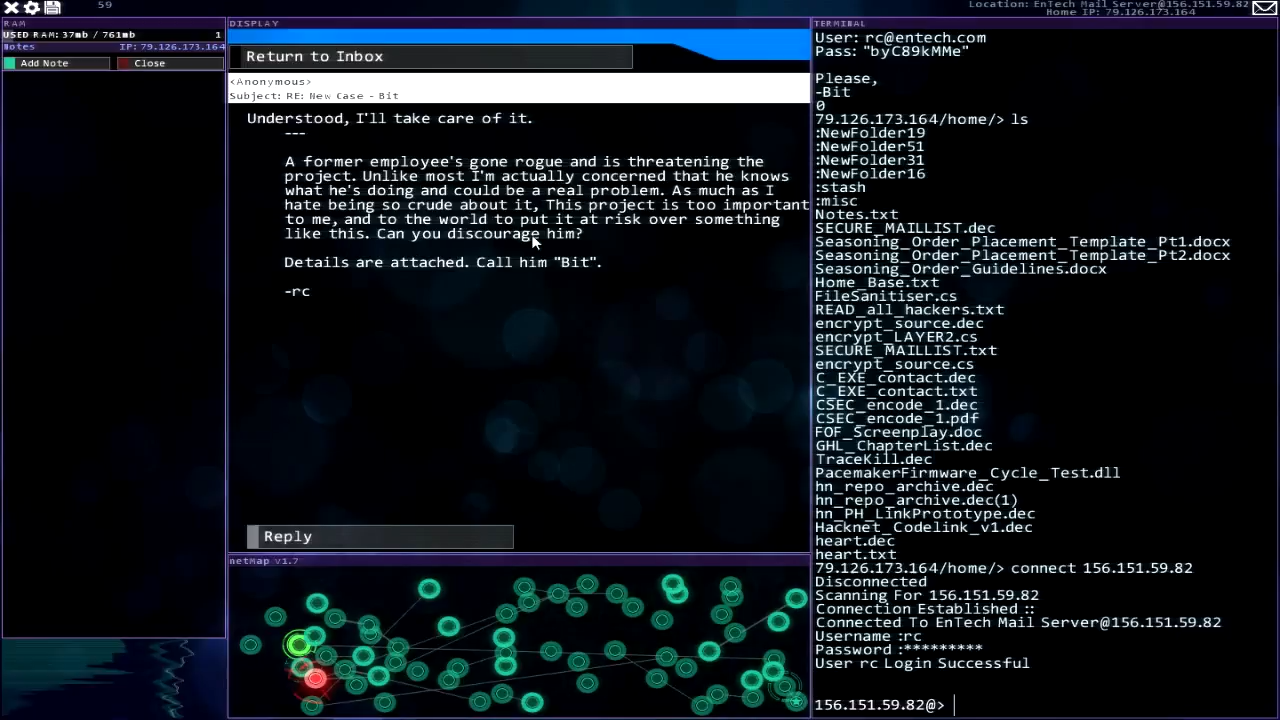 59
Location: EnTech Mail Server@156.151.59.82
Home IP: 79.126.173.164
RAM
USED RAM: 37mb / 761mb 1
Notes IP: 79.126.173.164
Add Note Close
DISPLAY
Return to Inbox
<Anonymous>
Subject: RE: New Case - Bit
Understood, I'll take care of it.
---
A former employee's gone rogue and is threatening the
project. Unlike most I'm actually concerned that he knows
what he's doing and could be a real problem. As much as I
hate being so crude about it, This project is too important
to me, and to the world to put it at risk over something
like this. Can you discourage him?
Details are attached. Call him "Bit".
-rc
Reply
netMap v1.7
TERMINAL
User: rc@entech.com
Pass: "byC89kMMe"
Please,
-Bit
0
79.126.173.164/home/> ls
:NewFolder19
:NewFolder51
:NewFolder31
:NewFolder16
:stash
:misc
Notes.txt
SECURE_MAILLIST.dec
Seasoning_Order_Placement_Template_Pt1.docx
Seasoning_Order_Placement_Template_Pt2.docx
Seasoning_Order_Guidelines.docx
Home_Base.txt
FileSanitiser.cs
READ_all_hackers.txt
encrypt_source.dec
encrypt_LAYER2.cs
SECURE_MAILLIST.txt
encrypt_source.cs
C_EXE_contact.dec
C_EXE_contact.txt
CSEC_encode_1.dec
CSEC_encode_1.pdf
FOF_Screenplay.doc
GHL_ChapterList.dec
TraceKill.dec
PacemakerFirmware_Cycle_Test.dll
hn_repo_archive.dec
hn_repo_archive.dec(1)
hn_PH_LinkPrototype.dec
Hacknet_Codelink_v1.dec
heart.dec
heart.txt
79.126.173.164/home/> connect 156.151.59.82
Disconnected
Scanning For 156.151.59.82
Connection Established ::
Connected To EnTech Mail Server@156.151.59.82
Username :rc
Password :*********
User rc Login Successful
156.151.59.82@>